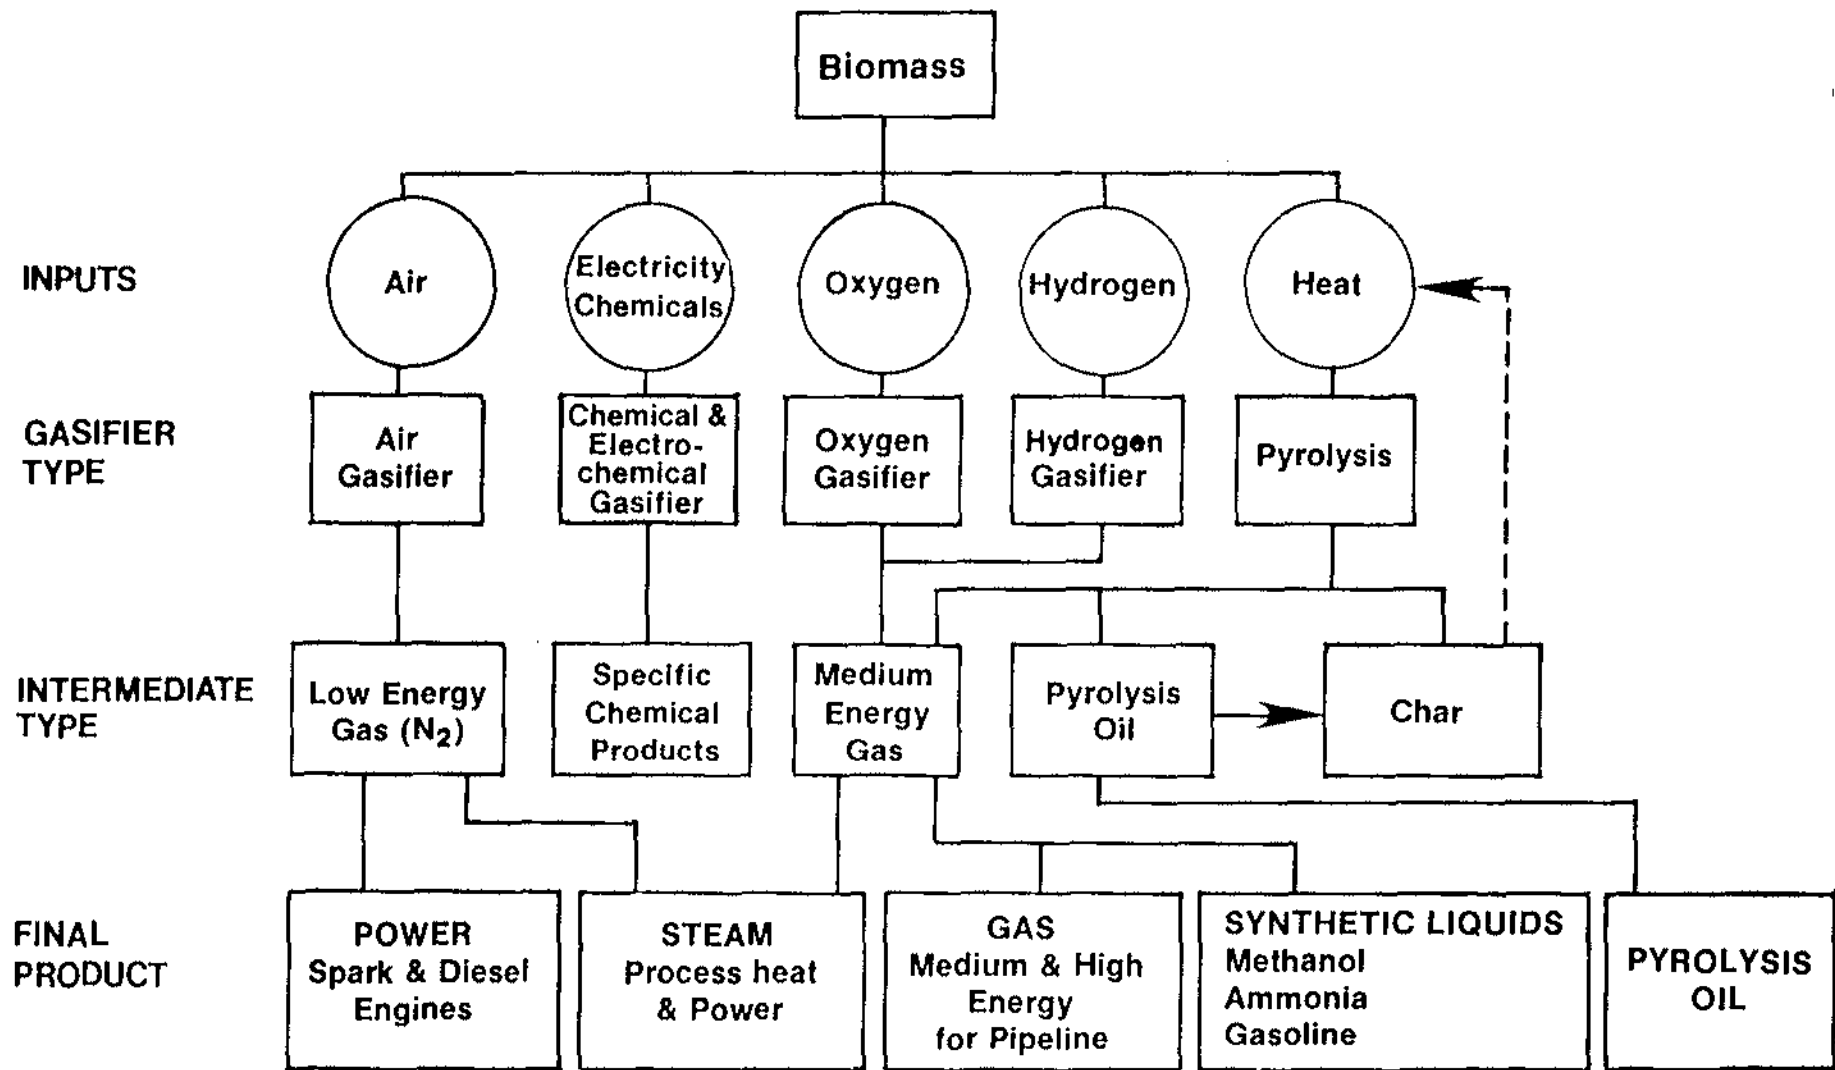 Biomass
INPUTS
Air
Electricity
Chemicals
Oxygen
Hydrogen
Heat
GASIFIER
TYPE
Air
Gasifier
Chemical &
Electro-
chemical
Gasifier
Oxygen
Gasifier
Hydrogen
Gasifier
Pyrolysis
INTERMEDIATE
TYPE
Low Energy
Gas (N₂)
Specific
Chemical
Products
Medium
Energy
Gas
Pyrolysis
Oil
Char
FINAL
PRODUCT
POWER
Spark & Diesel
Engines
STEAM
Process heat
& Power
GAS
Medium & High
Energy
for Pipeline
SYNTHETIC LIQUIDS
Methanol
Ammonia
Gasoline
PYROLYSIS
OIL